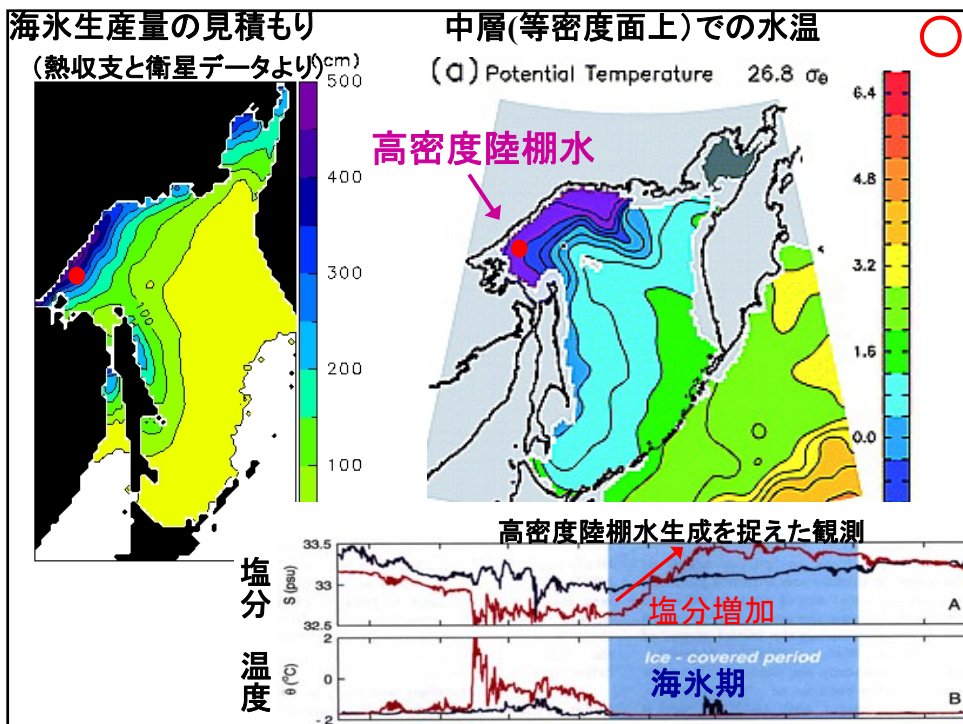 海氷生産量の見積もり
(熱収支と衛星データより)
(cm)
500
400
300
200
100
中層(等密度面上)での水温
(a) Potential Temperature 26.8 σθ
高密度陸棚水
6.4
4.8
3.2
1.6
0.0
高密度陸棚水生成を捉えた観測
塩分
S (psu)
33.5
33
32.5
塩分増加
A
温度
θ (°C)
2
0
-2
Ice - covered period
海氷期
B